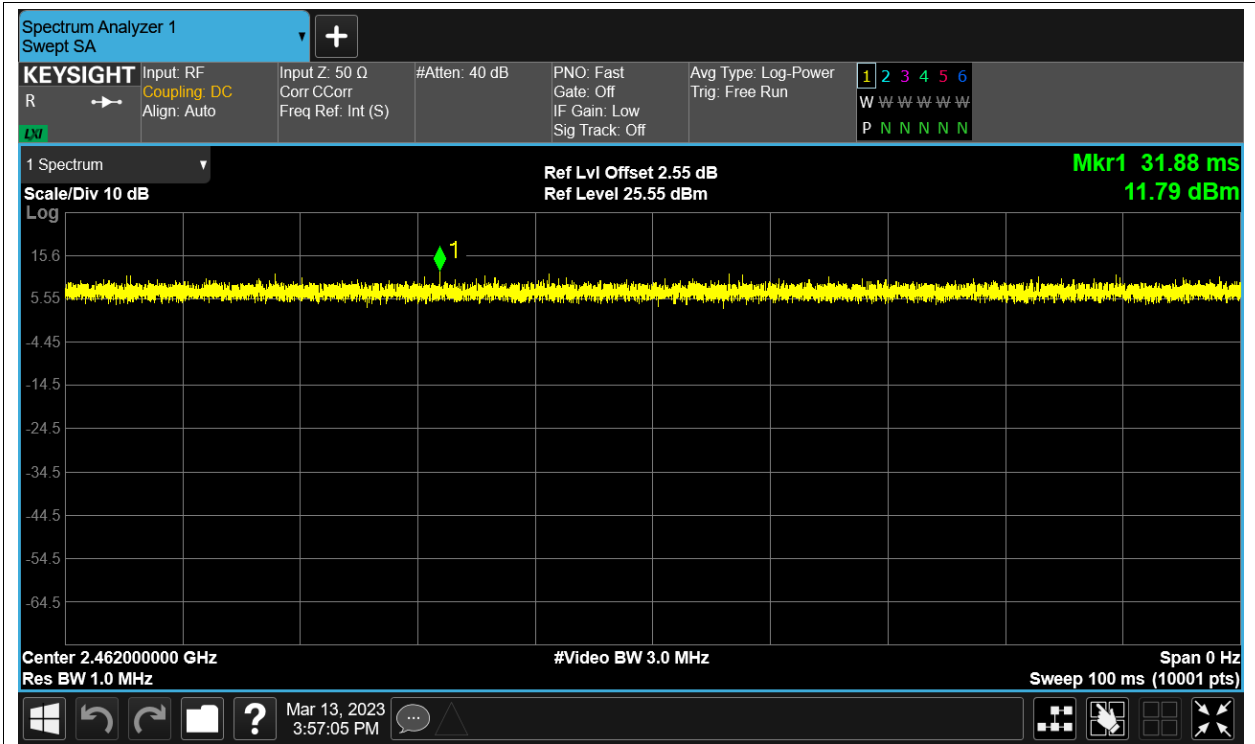 Spectrum Analyzer 1
Swept SA
KEYSIGHT
R
LXI
Input: RF
Coupling: DC
Align: Auto
Input Z: 50 Ω
Corr CCorr
Freq Ref: Int (S)
#Atten: 40 dB
PNO: Fast
Gate: Off
IF Gain: Low
Sig Track: Off
Avg Type: Log-Power
Trig: Free Run
1 2 3 4 5 6
W W W W W W
P N N N N N
1 Spectrum
Scale/Div 10 dB
Ref Lvl Offset 2.55 dB
Ref Level 25.55 dBm
Mkr1 31.88 ms
11.79 dBm
Log
1
15.6
5.55
-4.45
-14.5
-24.5
-34.5
-44.5
-54.5
-64.5
Center 2.462000000 GHz
Res BW 1.0 MHz
#Video BW 3.0 MHz
Span 0 Hz
Sweep 100 ms (10001 pts)
?
Mar 13, 2023
3:57:05 PM